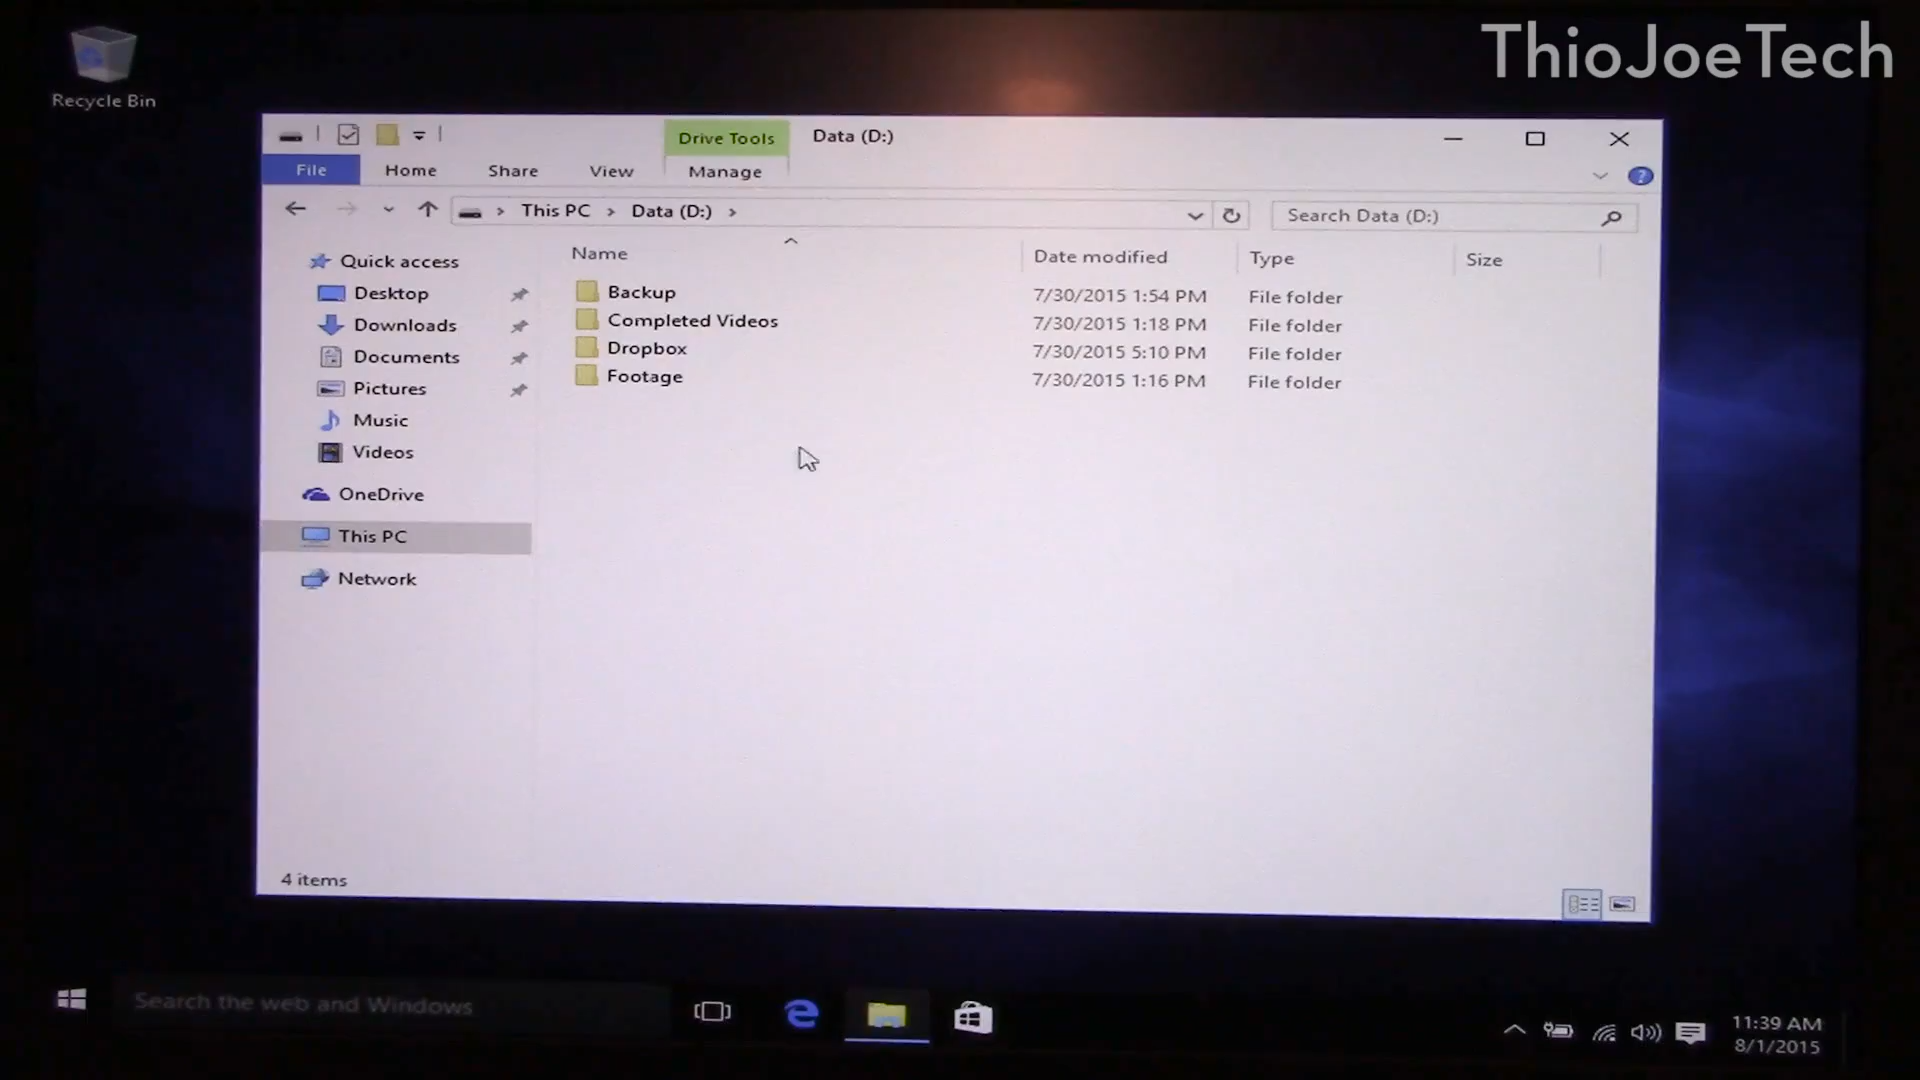 ThioJoeTech
Recycle Bin
Drive Tools
Data (D:)
File
Home
Share
View
Manage
This PC
Data (D:)
Search Data (D:)
Name
Date modified
Type
Size
Quick access
Desktop
Downloads
Documents
Pictures
Music
Videos
OneDrive
This PC
Network
Backup 7/30/2015 1:54 PM File folder
Completed Videos 7/30/2015 1:18 PM File folder
Dropbox 7/30/2015 5:10 PM File folder
Footage 7/30/2015 1:16 PM File folder
4 items
Search the web and Windows
11:39 AM
8/1/2015